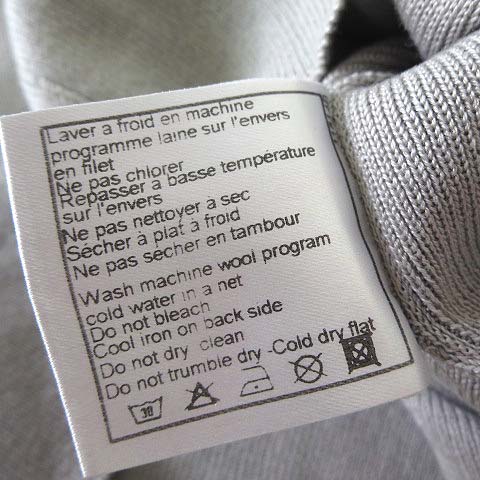 Laver a froid en machine
programme laine sur l'envers
en filet
Ne pas chlorer
Repasser à basse température
sur l'envers
Ne pas nettoyer a sec
Sécher à plat à froid
Ne pas sécher en tambour
Wash machine wool program
cold water in a net
Do not bleach
Cool iron on back side
Do not dry clean
Do not trumble dry -Cold dry flat
30